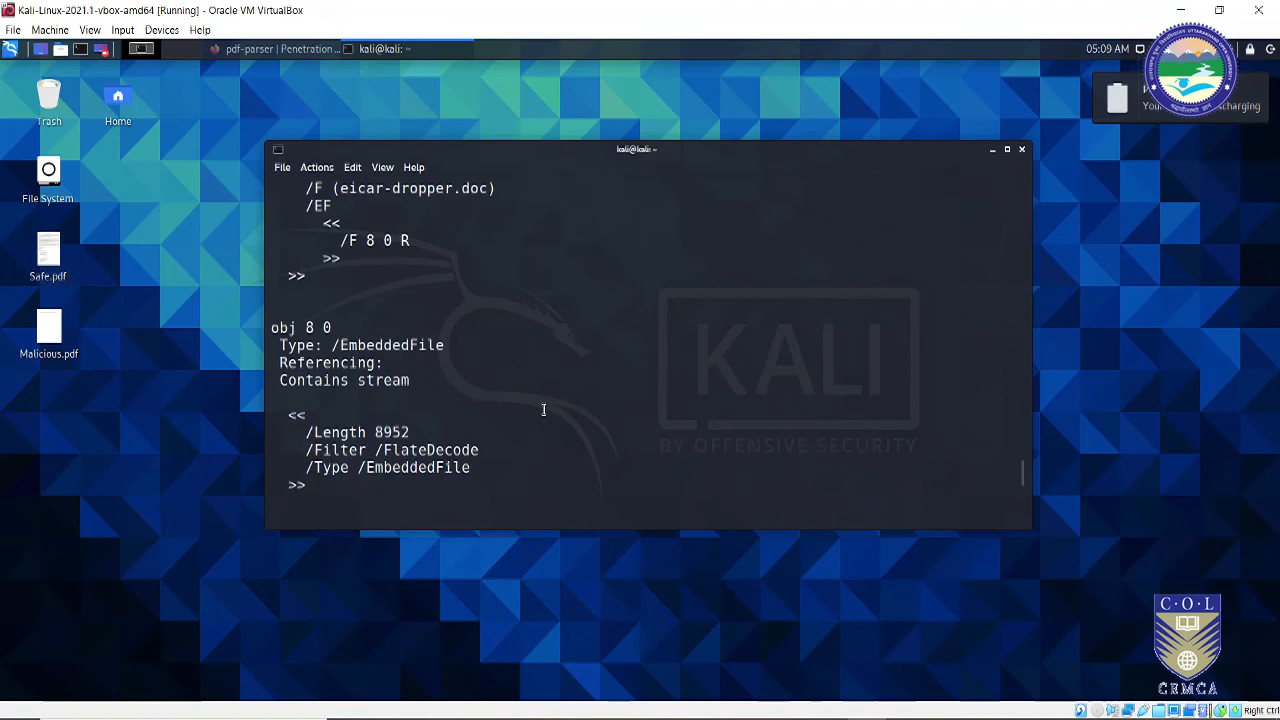 Kali-Linux-2021.1-vbox-amd64 [Running] - Oracle VM VirtualBox
File Machine View Input Devices Help
pdf-parser | Penetration ...
kali@kali: ~
05:09 AM
Trash
Home
File System
Safe.pdf
Malicious.pdf
Your
scharging
kali@kali: ~
File Actions Edit View Help
/F (eicar-dropper.doc)
/EF
<<
/F 8 0 R
>>
>>
obj 8 0
Type: /EmbeddedFile
Referencing:
Contains stream
<<
/Length 8952
/Filter /FlateDecode
/Type /EmbeddedFile
>>
KALI
BY OFFENSIVE SECURITY
C·O·L
CEMCA
Right Ctrl